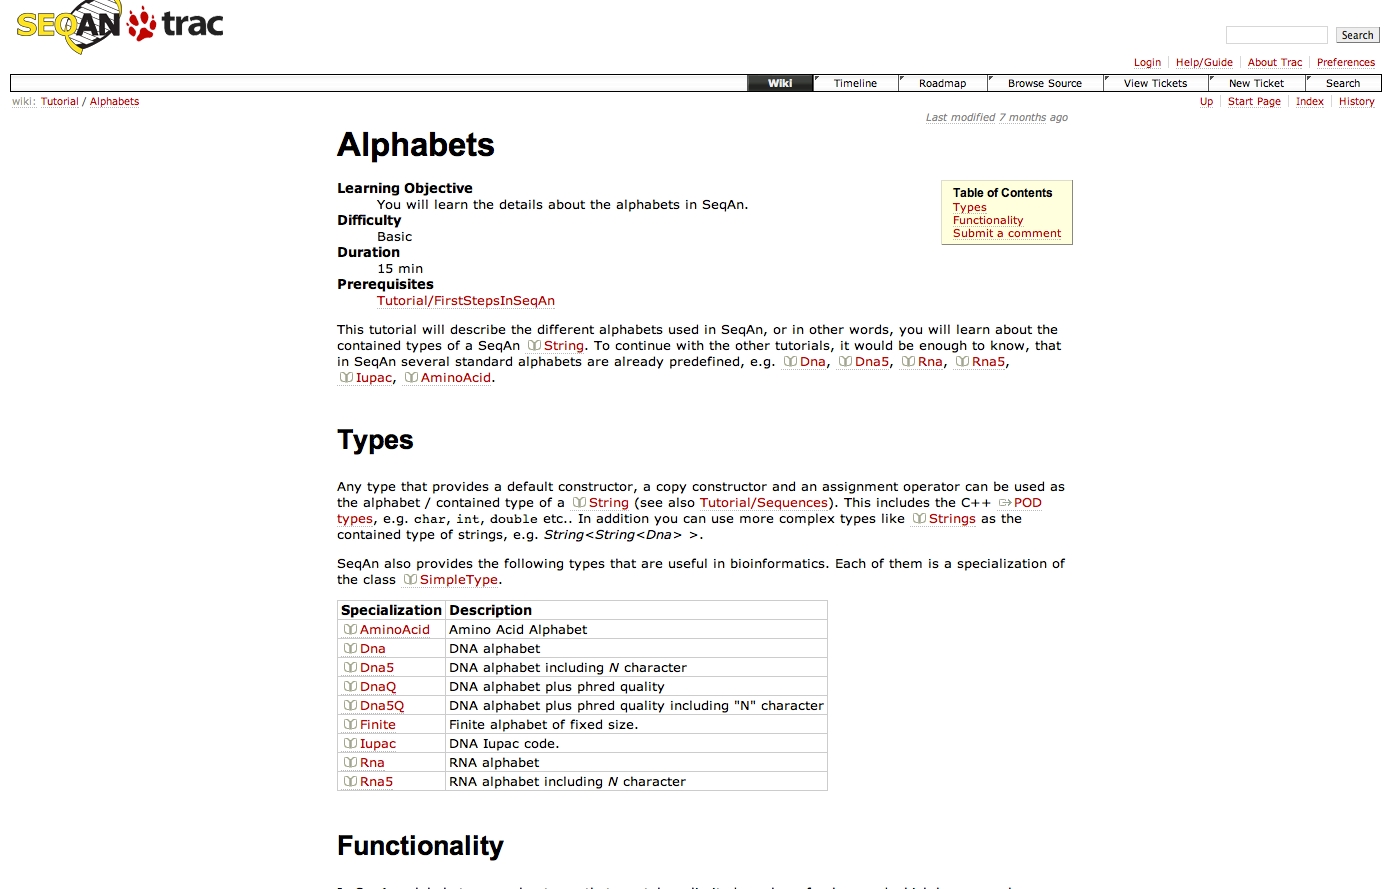 SEQAN trac
Search
Login Help/Guide About Trac Preferences
Wiki Timeline Roadmap Browse Source View Tickets New Ticket Search
wiki: Tutorial / Alphabets
Up Start Page Index History
Last modified 7 months ago
Alphabets
Learning Objective
You will learn the details about the alphabets in SeqAn.
Difficulty
Basic
Duration
15 min
Prerequisites
Tutorial/FirstStepsInSeqAn
Table of Contents
Types
Functionality
Submit a comment
This tutorial will describe the different alphabets used in SeqAn, or in other words, you will learn about the
contained types of a SeqAn String. To continue with the other tutorials, it would be enough to know, that
in SeqAn several standard alphabets are already predefined, e.g. Dna, Dna5, Rna, Rna5,
Iupac, AminoAcid.
Types
Any type that provides a default constructor, a copy constructor and an assignment operator can be used as
the alphabet / contained type of a String (see also Tutorial/Sequences). This includes the C++ POD
types, e.g. char, int, double etc.. In addition you can use more complex types like Strings as the
contained type of strings, e.g. String<String<Dna> >.
SeqAn also provides the following types that are useful in bioinformatics. Each of them is a specialization of
the class SimpleType.
Specialization Description
AminoAcid Amino Acid Alphabet
Dna DNA alphabet
Dna5 DNA alphabet including N character
DnaQ DNA alphabet plus phred quality
Dna5Q DNA alphabet plus phred quality including "N" character
Finite Finite alphabet of fixed size.
Iupac DNA Iupac code.
Rna RNA alphabet
Rna5 RNA alphabet including N character
Functionality